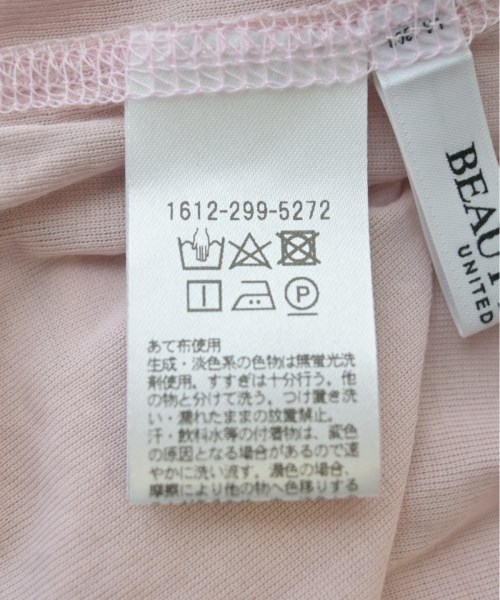 1612-299-5272
P
あて布使用
生成・淡色系の色物は無蛍光洗
剤使用。すすぎは十分行う。他
の物と分けて洗う。つけ置き洗
い・濡れたままの放置禁止。
汗・飲料水等の付着物は、変色
の原因となる場合があるので速
やかに洗い流す。濃色の場合、
摩擦により他の物へ色移りする
BEAU
UNITED